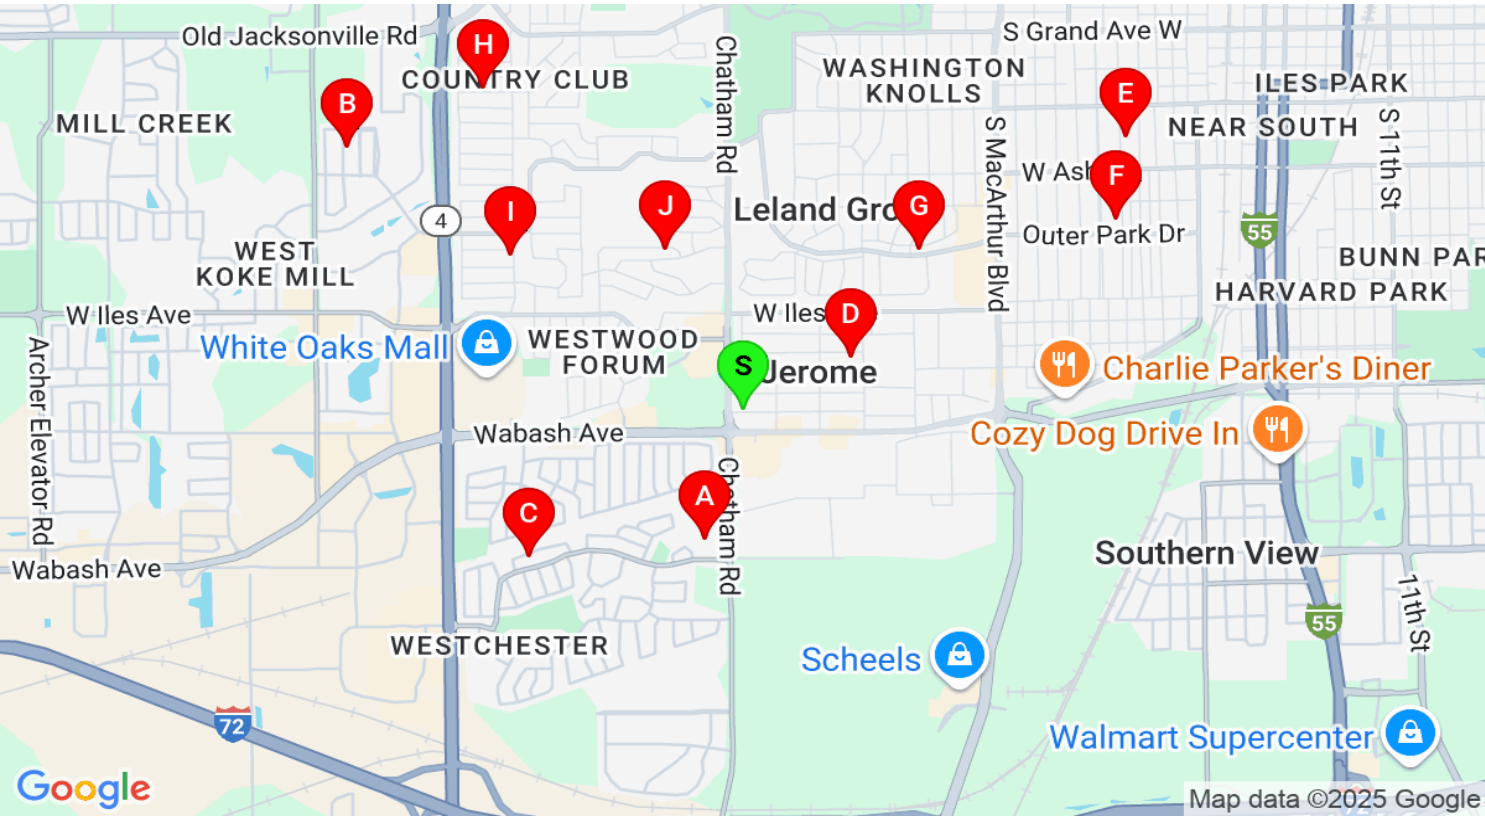 Old Jacksonville Rd
H
COUNTRY CLUB
S Grand Ave W
Chatham Rd
WASHINGTON
KNOLLS
ILES PARK
B
E
MILL CREEK
NEAR SOUTH
S 11th St
S MacArthur Blvd
W Ash
F
I
J
Leland Gro
G
4
Outer Park Dr
55
WEST
KOKE MILL
BUNN PAR
HARVARD PARK
W Iles Ave
W Iles
D
White Oaks Mall
WESTWOOD
FORUM
S
Jerome
Charlie Parker's Diner
Archer Elevator Rd
Wabash Ave
Cozy Dog Drive In
A
C
Chatham Rd
Wabash Ave
Southern View
11th St
55
WESTCHESTER
Scheels
72
Walmart Supercenter
Google
Map data ©2025 Google